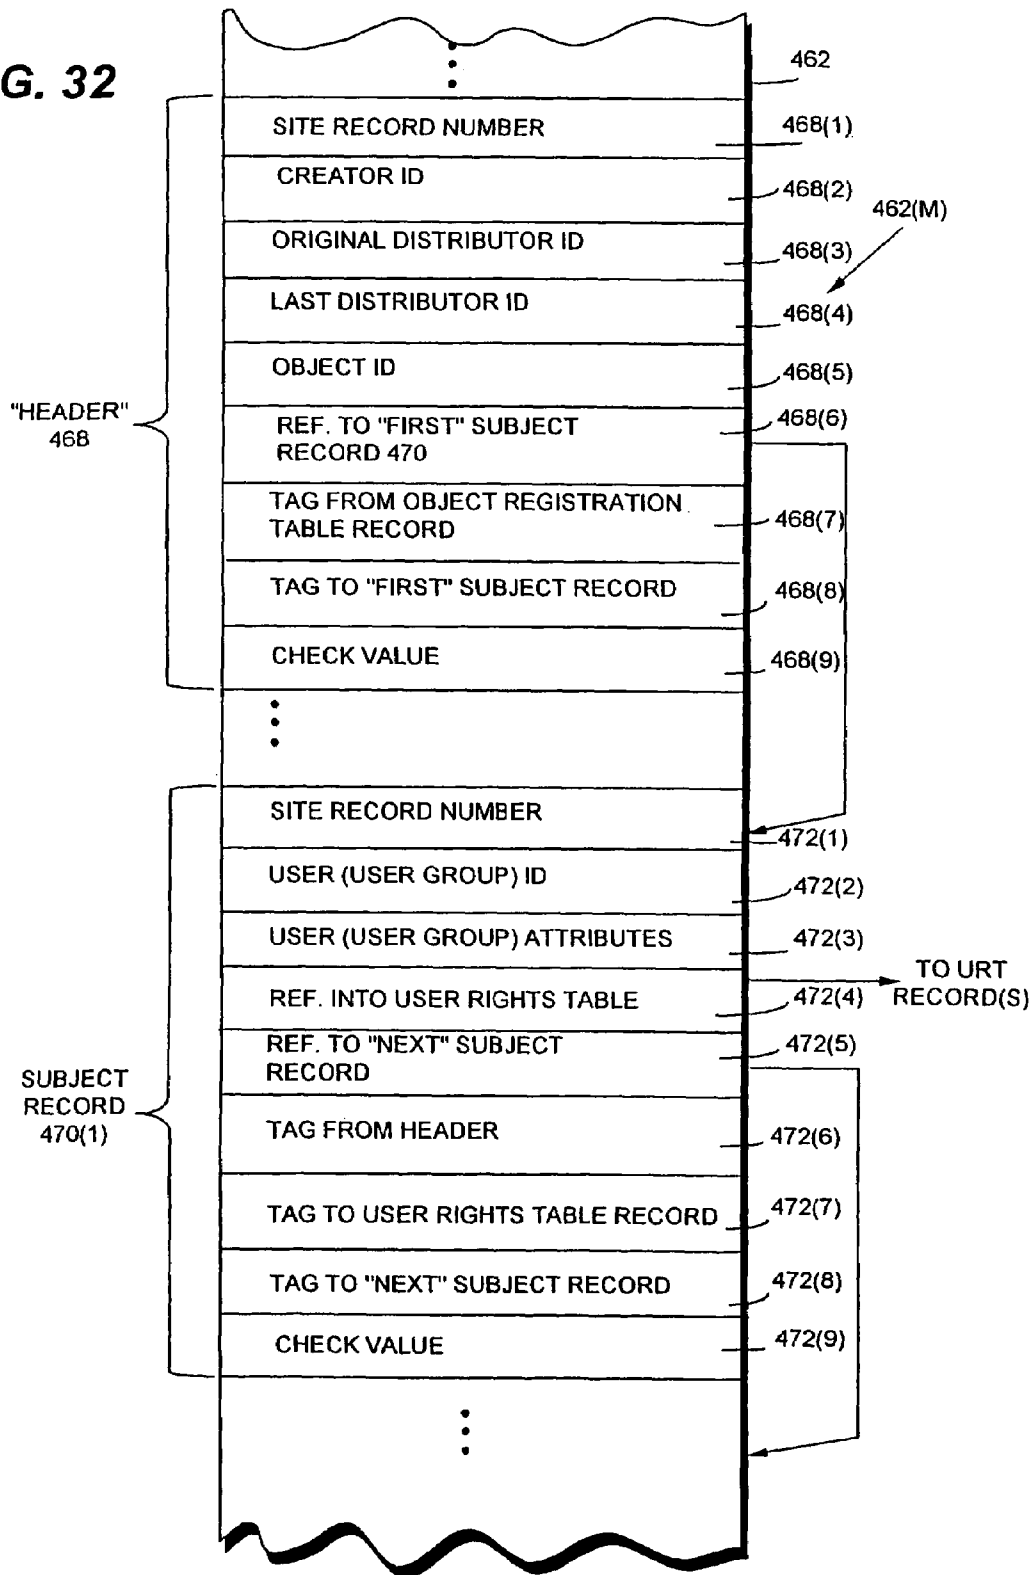 G. 32
462
SITE RECORD NUMBER
468(1)
CREATOR ID
468(2)
462(M)
ORIGINAL DISTRIBUTOR ID
468(3)
LAST DISTRIBUTOR ID
468(4)
OBJECT ID
468(5)
"HEADER"
468
REF. TO "FIRST" SUBJECT
RECORD 470
468(6)
TAG FROM OBJECT REGISTRATION
TABLE RECORD
468(7)
TAG TO "FIRST" SUBJECT RECORD
468(8)
CHECK VALUE
468(9)
SITE RECORD NUMBER
472(1)
USER (USER GROUP) ID
472(2)
USER (USER GROUP) ATTRIBUTES
472(3)
REF. INTO USER RIGHTS TABLE
472(4)
TO URT
RECORD(S)
REF. TO "NEXT" SUBJECT
RECORD
472(5)
SUBJECT
RECORD
470(1)
TAG FROM HEADER
472(6)
TAG TO USER RIGHTS TABLE RECORD
472(7)
TAG TO "NEXT" SUBJECT RECORD
472(8)
CHECK VALUE
472(9)